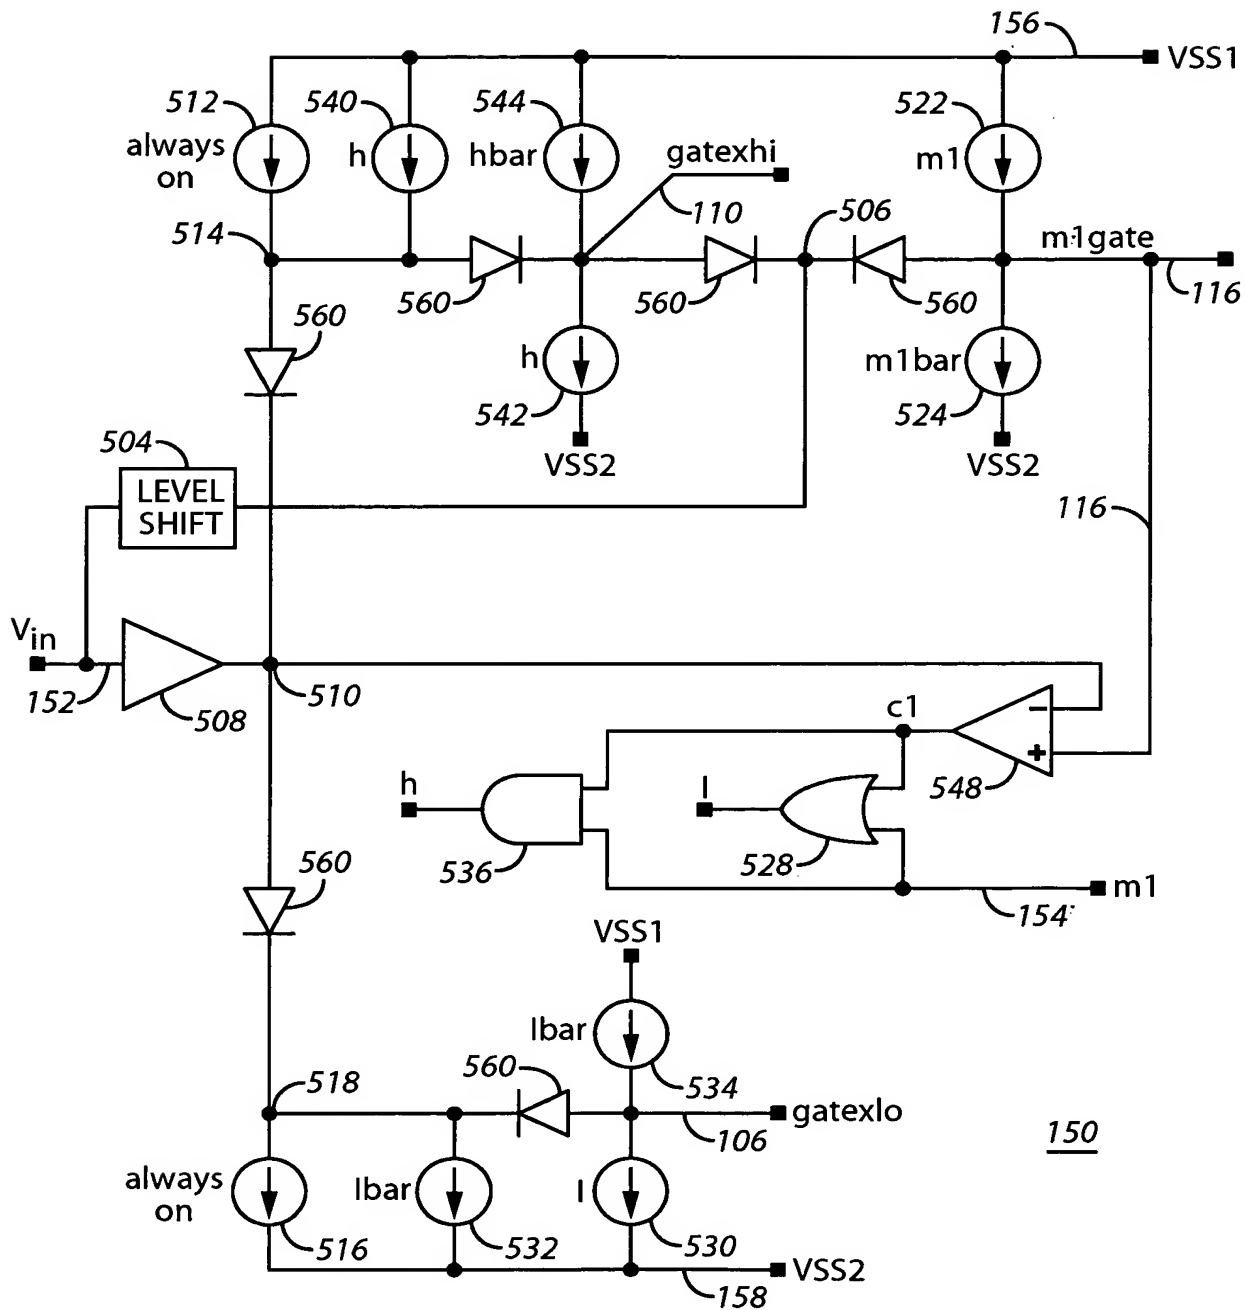 156
VSS1
512
540
544
522
always
on
h
hbar
gatexhi
m1
110
514
506
m1gate
560
560
560
116
560
h
m1bar
542
524
504
VSS2
VSS2
LEVEL
SHIFT
116
Vin
152
508
510
c1
−
+
548
h
l
536
528
m1
154
560
VSS1
lbar
534
560
518
gatexlo
106
150
always
on
lbar
l
516
532
530
VSS2
158